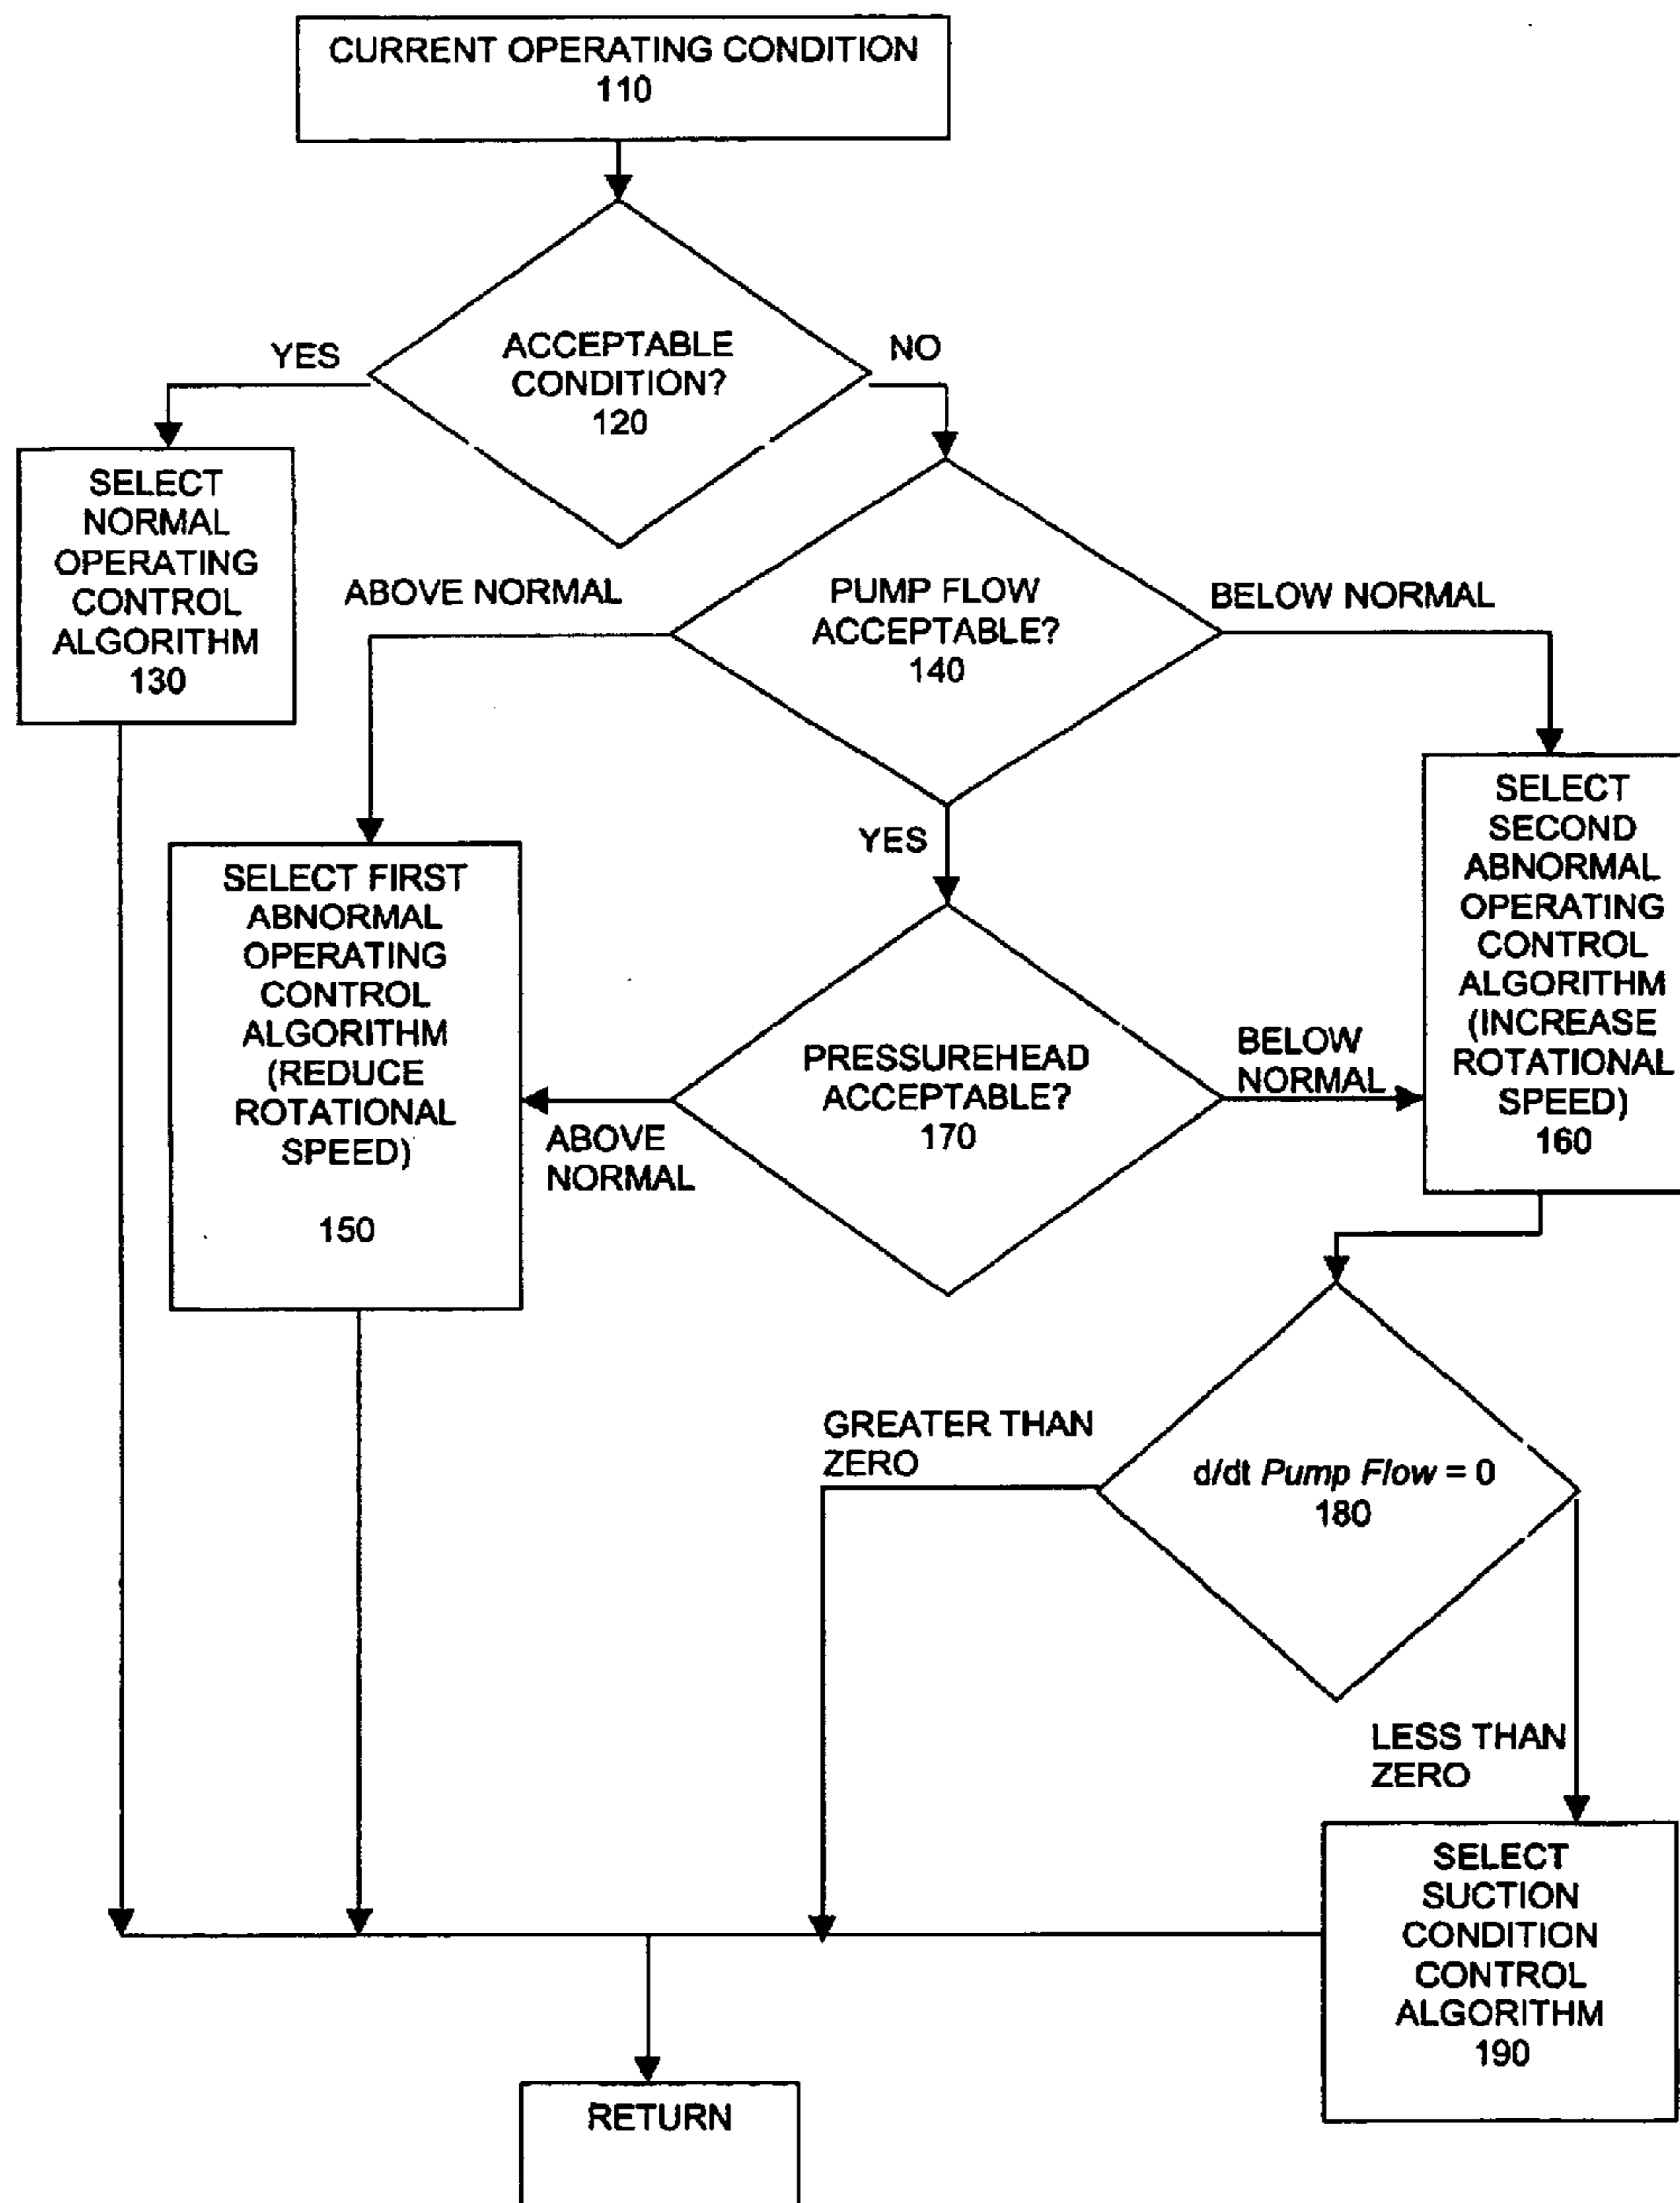 CURRENT OPERATING CONDITION
110
ACCEPTABLE
CONDITION?
120
YES
NO
SELECT
NORMAL
OPERATING
CONTROL
ALGORITHM
130
PUMP FLOW
ACCEPTABLE?
140
ABOVE NORMAL
BELOW NORMAL
YES
SELECT FIRST
ABNORMAL
OPERATING
CONTROL
ALGORITHM
(REDUCE
ROTATIONAL
SPEED)
150
SELECT
SECOND
ABNORMAL
OPERATING
CONTROL
ALGORITHM
(INCREASE
ROTATIONAL
SPEED)
160
PRESSUREHEAD
ACCEPTABLE?
170
ABOVE
NORMAL
BELOW
NORMAL
d/dt Pump Flow = 0
180
GREATER THAN
ZERO
LESS THAN
ZERO
SELECT
SUCTION
CONDITION
CONTROL
ALGORITHM
190
RETURN